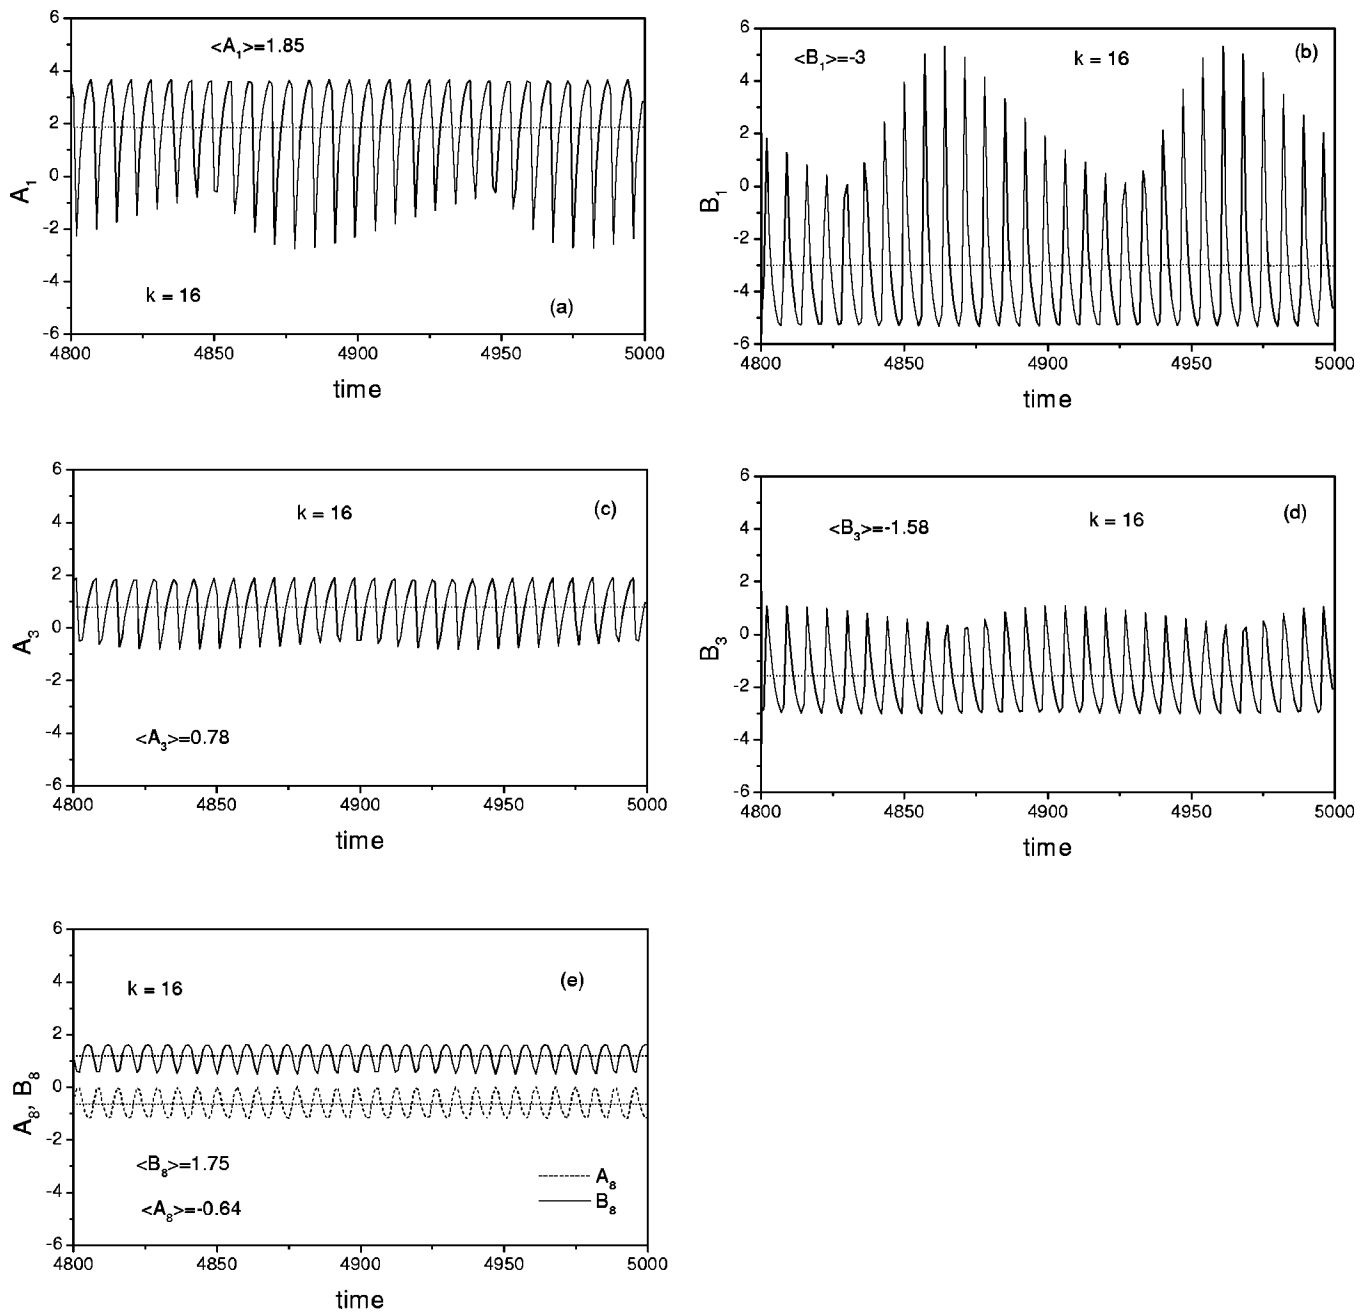 6
<A₁>=1.85
4
2
0
A₁
-2
k = 16
(a)
-4
-6
4800 4850 4900 4950 5000
time
6
<B₁>=-3
k = 16
(b)
4
2
0
B₁
-2
-4
-6
4800 4850 4900 4950 5000
time
6
k = 16
(c)
4
2
0
A₃
-2
-4
<A₃>=0.78
-6
4800 4850 4900 4950 5000
time
6
<B₃>=-1.58
k = 16
(d)
4
2
0
B₃
-2
-4
-6
4800 4850 4900 4950 5000
time
6
k = 16
(e)
4
2
0
A₈, B₈
-2
<B₈>=1.75
A₈
-4
<A₈>=-0.64
B₈
-6
4800 4850 4900 4950 5000
time